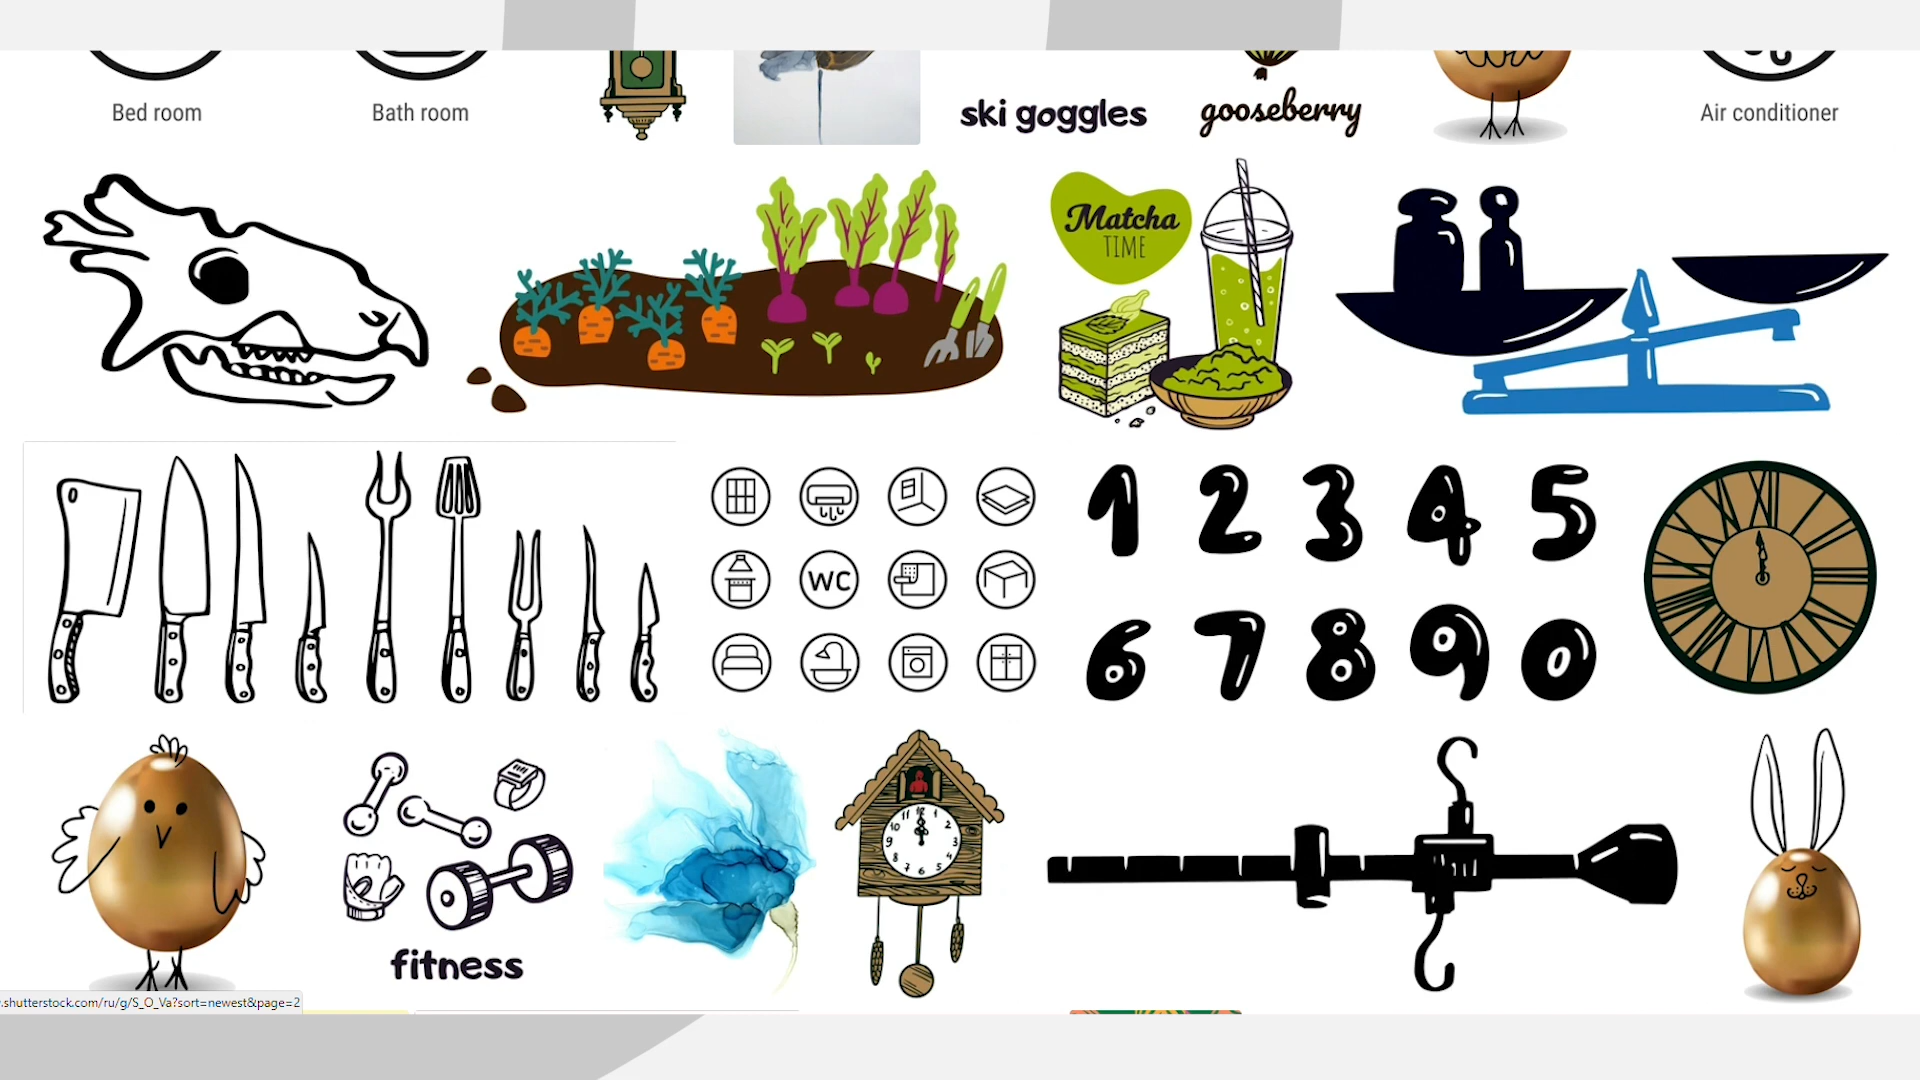 Bed room
Bath room
ski goggles
gooseberry
Air conditioner
Matcha
TIME
WC
1 2 3 4 5
6 7 8 9 0
fitness
.shutterstock.com/ru/g/S_O_Va?sort=newest&page=2